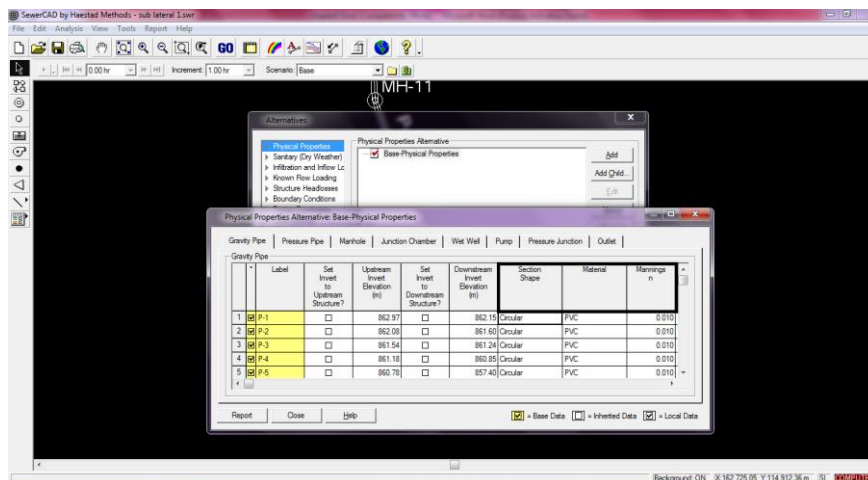 SewerCAD by Haestad Methods - sub lateral 1.swr
File Edit Analysis View Tools Report Help
GO
0.00 hr Increment: 1.00 hr Scenario: Base
MH-11
Alternatives
Physical Properties
Sanitary (Dry Weather)
Infiltration and Inflow Lc
Known Flow Loading
Structure Headlosses
Boundary Conditions
Physical Properties Alternative
Base-Physical Properties
Add
Add Child...
Edit
Physical Properties Alternative: Base-Physical Properties
Gravity Pipe Pressure Pipe Manhole Junction Chamber Wet Well Pump Pressure Junction Outlet
Gravity Pipe
* Label Set Invert to Upstream Structure? Upstream Invert Elevation (m) Set Invert to Downstream Structure? Downstream Invert Elevation (m) Section Shape Material Mannings n
1 P-1 862.97 862.15 Circular PVC 0.010
2 P-2 862.08 861.60 Circular PVC 0.010
3 P-3 861.54 861.24 Circular PVC 0.010
4 P-4 861.18 860.85 Circular PVC 0.010
5 P-5 860.78 857.40 Circular PVC 0.010
Report Close Help = Base Data = Inherited Data = Local Data
Background: ON X:162,725.05 Y:114,912.36 m SI COMPUTE